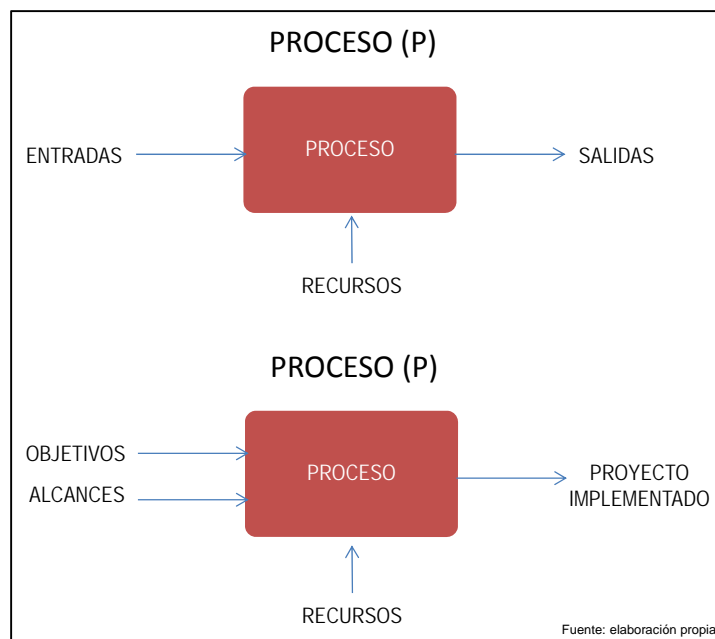 PROCESO (P)
PROCESO
ENTRADAS
SALIDAS
RECURSOS
PROCESO (P)
OBJETIVOS
PROCESO
ALCANCES
PROYECTO
IMPLEMENTADO
RECURSOS
Fuente: elaboración propia